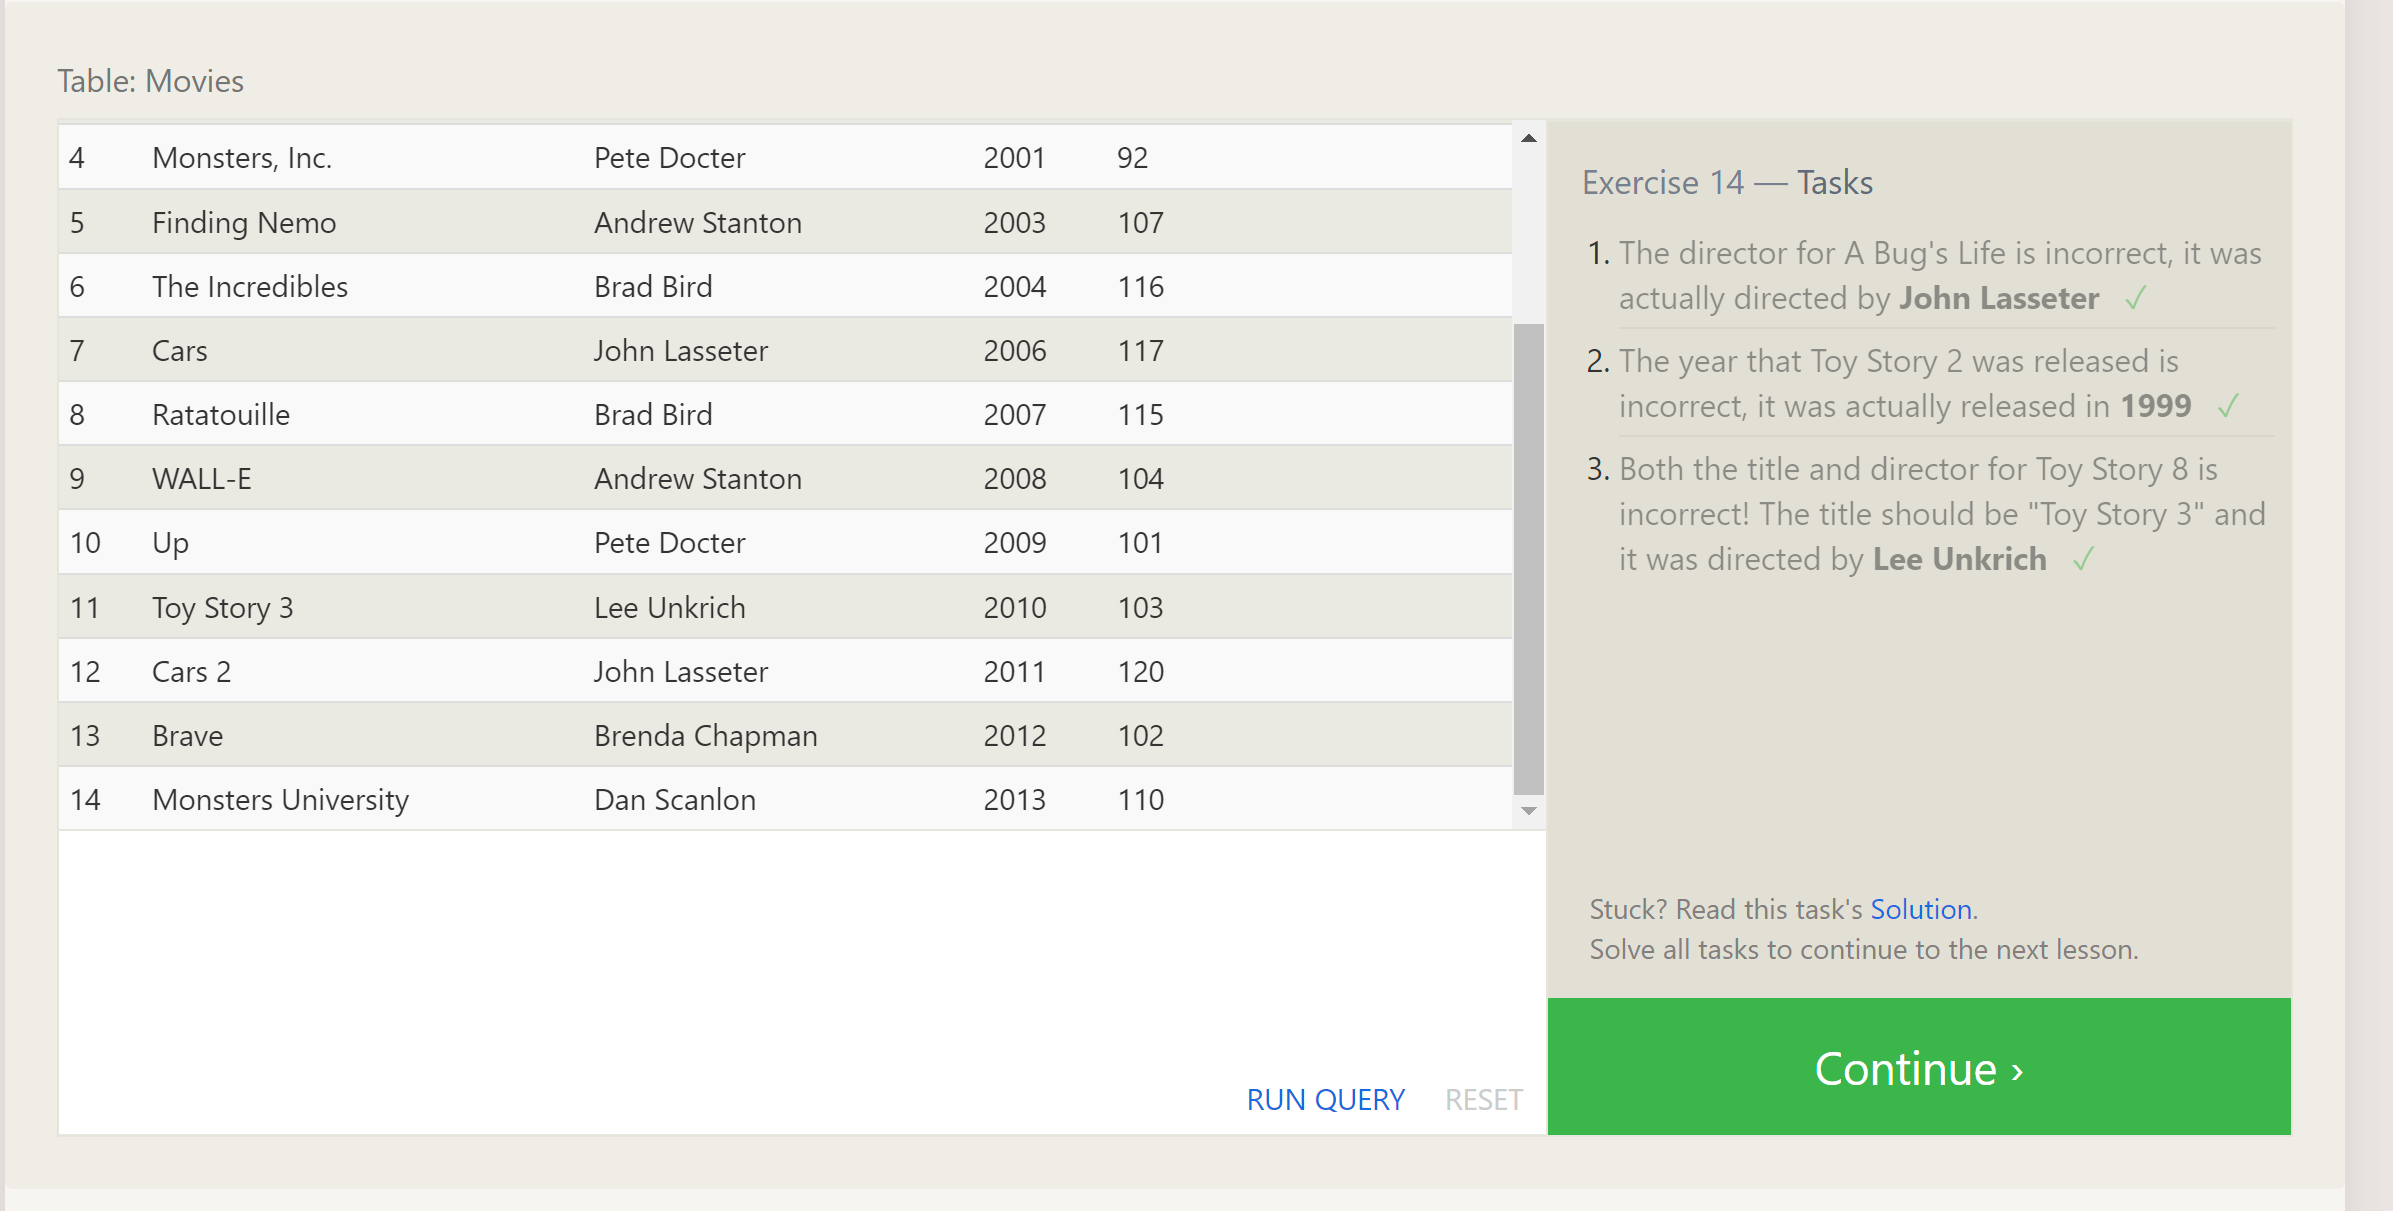 Table: Movies
4 Monsters, Inc. Pete Docter 2001 92
5 Finding Nemo Andrew Stanton 2003 107
6 The Incredibles Brad Bird 2004 116
7 Cars John Lasseter 2006 117
8 Ratatouille Brad Bird 2007 115
9 WALL-E Andrew Stanton 2008 104
10 Up Pete Docter 2009 101
11 Toy Story 3 Lee Unkrich 2010 103
12 Cars 2 John Lasseter 2011 120
13 Brave Brenda Chapman 2012 102
14 Monsters University Dan Scanlon 2013 110
RUN QUERY RESET
Exercise 14 — Tasks
1. The director for A Bug's Life is incorrect, it was
actually directed by John Lasseter ✓
2. The year that Toy Story 2 was released is
incorrect, it was actually released in 1999 ✓
3. Both the title and director for Toy Story 8 is
incorrect! The title should be "Toy Story 3" and
it was directed by Lee Unkrich ✓
Stuck? Read this task's Solution.
Solve all tasks to continue to the next lesson.
Continue ›